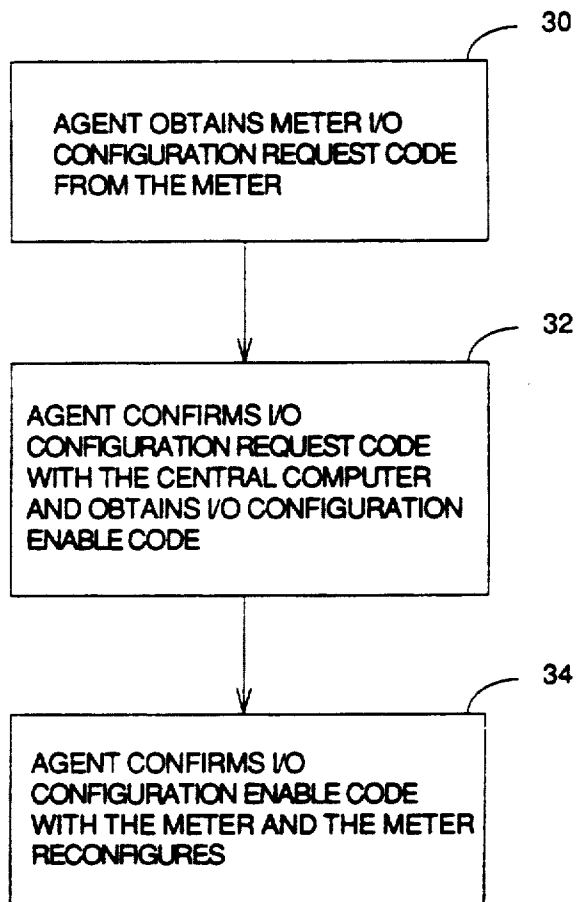 30
AGENT OBTAINS METER I/O
CONFIGURATION REQUEST CODE
FROM THE METER
32
AGENT CONFIRMS I/O
CONFIGURATION REQUEST CODE
WITH THE CENTRAL COMPUTER
AND OBTAINS I/O CONFIGURATION
ENABLE CODE
34
AGENT CONFIRMS I/O
CONFIGURATION ENABLE CODE
WITH THE METER AND THE METER
RECONFIGURES